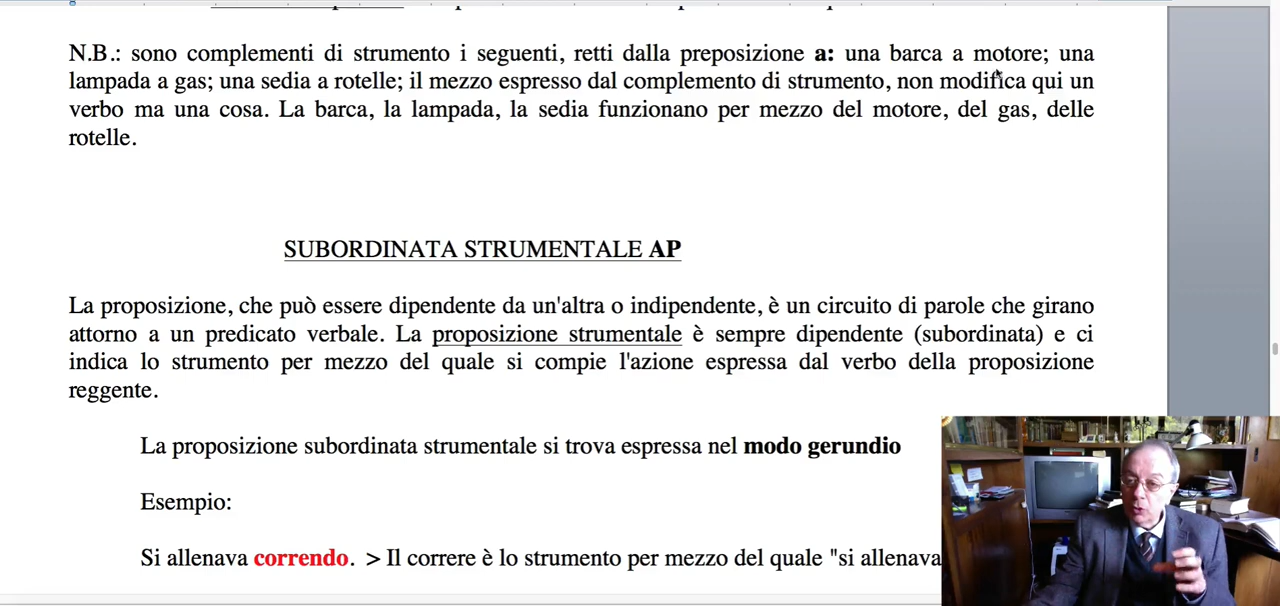 N.B.: sono complementi di strumento i seguenti, retti dalla preposizione a: una barca a motore; una
lampada a gas; una sedia a rotelle; il mezzo espresso dal complemento di strumento, non modifica qui un
verbo ma una cosa. La barca, la lampada, la sedia funzionano per mezzo del motore, del gas, delle
rotelle.
SUBORDINATA STRUMENTALE AP
La proposizione, che può essere dipendente da un'altra o indipendente, è un circuito di parole che girano
attorno a un predicato verbale. La proposizione strumentale è sempre dipendente (subordinata) e ci
indica lo strumento per mezzo del quale si compie l'azione espressa dal verbo della proposizione
reggente.
La proposizione subordinata strumentale si trova espressa nel modo gerundio
Esempio:
Si allenava correndo. > Il correre è lo strumento per mezzo del quale "si allenava